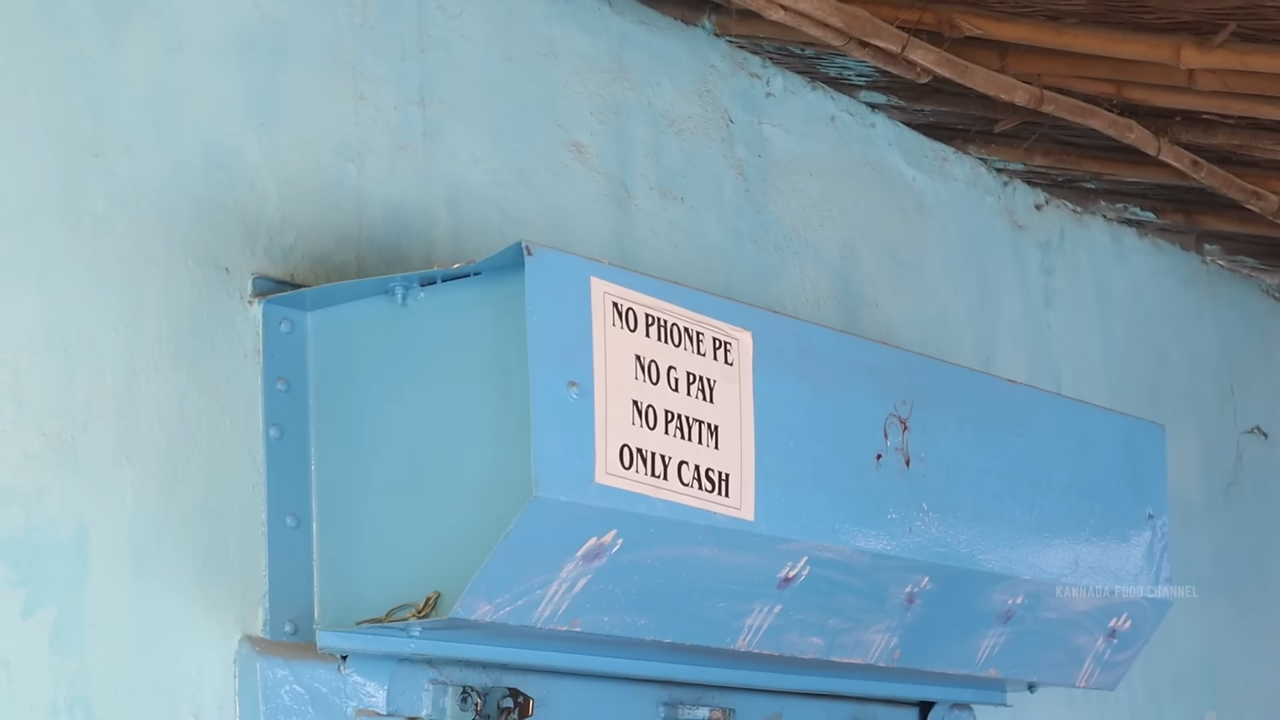 NO PHONE PE
NO G PAY
NO PAYTM
ONLY CASH
KANNADA FOOD CHANNEL